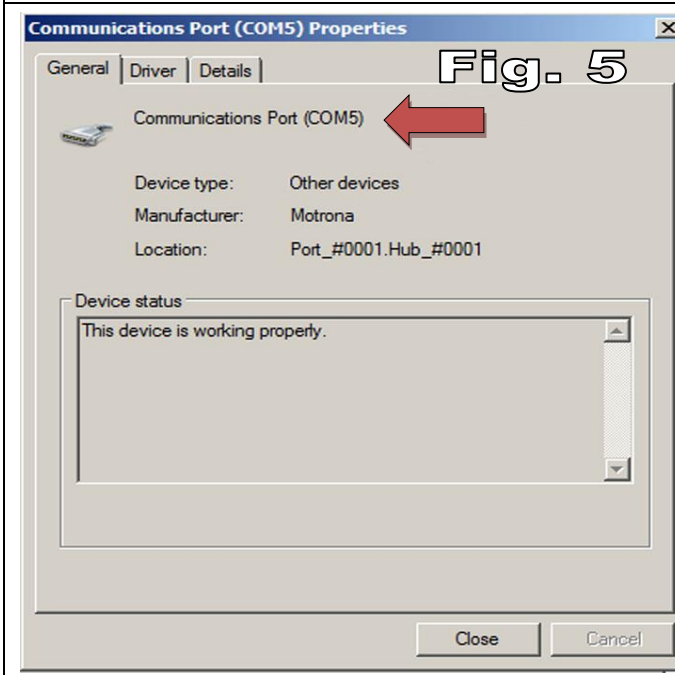 Communications Port (COM5) Properties
General Driver Details
Fig. 5
Communications Port (COM5)
Device type: Other devices
Manufacturer: Motrona
Location: Port_#0001.Hub_#0001
Device status
This device is working properly.
Close Cancel